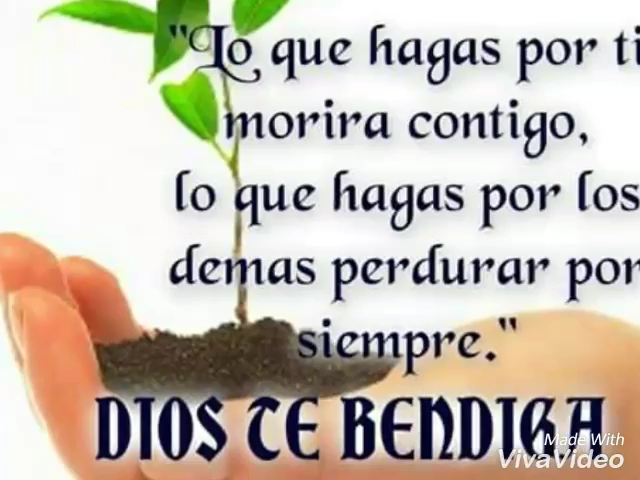 "Lo que hagas por ti
morira contigo,
lo que hagas por los
demas perdurar por
siempre."
DIOS TE BENDIGA
Made With
VivaVideo